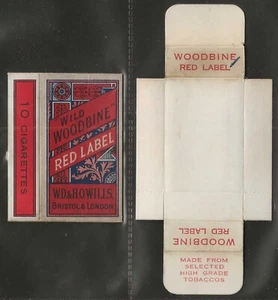 10 CIGARETTES
"WILD
WOODBINE"
RED LABEL
W.D.& H.O.WILLS,
BRISTOL & LONDON.
WOODBINE
RED LABEL
WOODBINE
RED LABEL
MADE FROM
SELECTED
HIGH GRADE
TOBACCOS